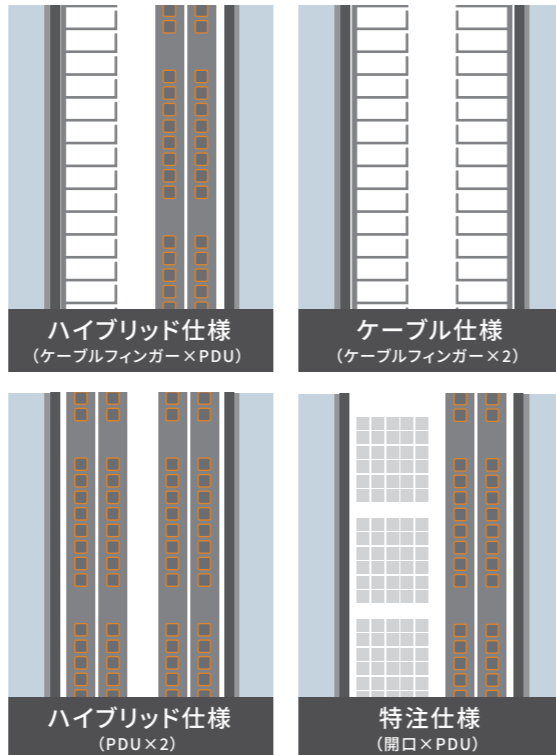 ハイブリッド仕様
（ケーブルフィンガー×PDU）
ケーブル仕様
（ケーブルフィンガー×2）
ハイブリッド仕様
（PDU×2）
特注仕様
（開口×PDU）